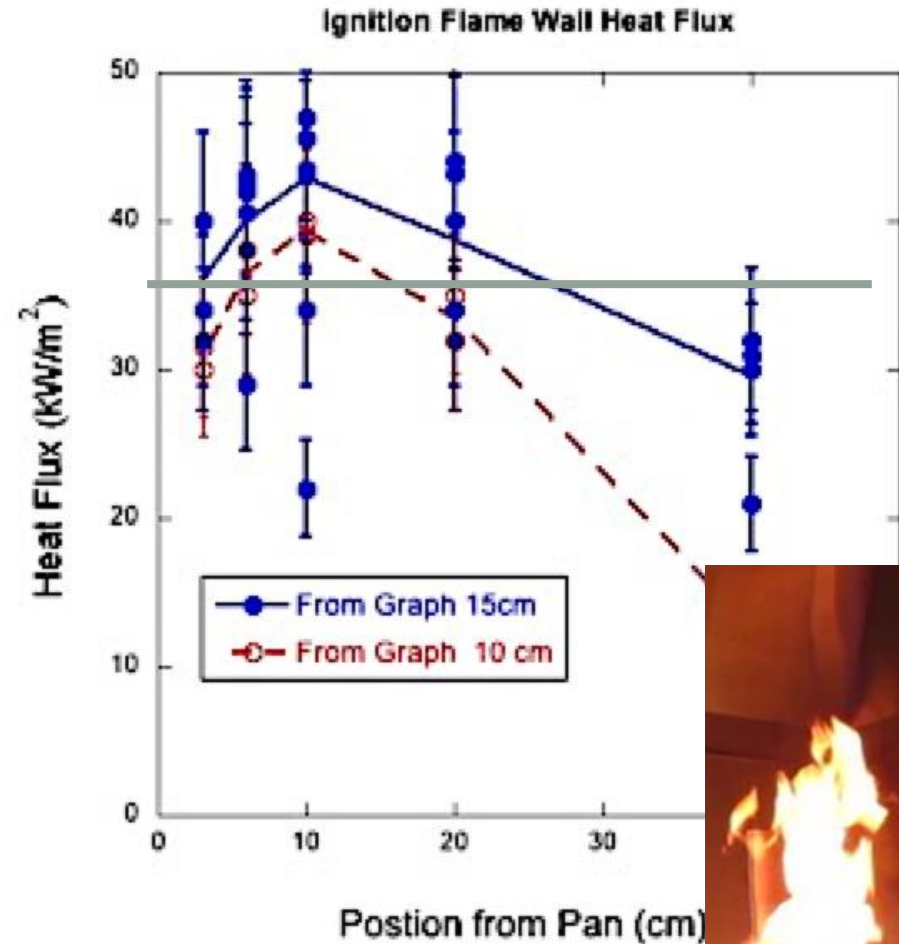 Ignition Flame Wall Heat Flux
50
40
30
20
10
0
Heat Flux (kW/m²)
From Graph 15cm
From Graph 10 cm
0 10 20 30
Postion from Pan (cm)